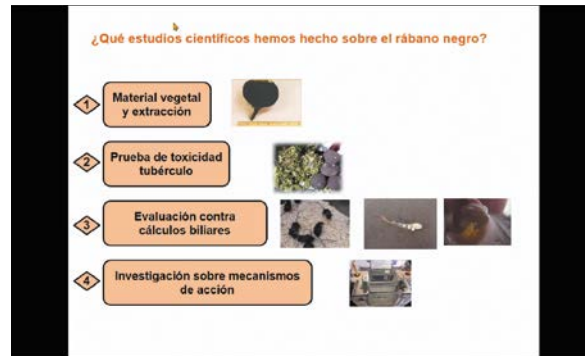 ¿Qué estudios científicos hemos hecho sobre el rábano negro?
1
Material vegetal
y extracción
2
Prueba de toxicidad
tubérculo
3
Evaluación contra
cálculos biliares
4
Investigación sobre mecanismos
de acción